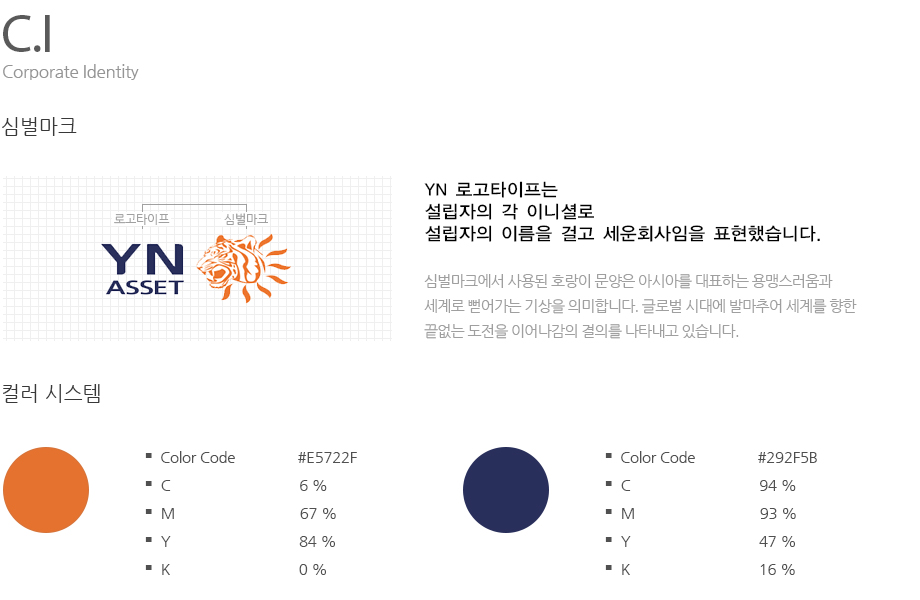 C.I
Corporate Identity
심벌마크
로고타이프 심벌마크
YN
ASSET
YN 로고타이프는
설립자의 각 이니셜로
설립자의 이름을 걸고 세운회사임을 표현했습니다.
심벌마크에서 사용된 호랑이 문양은 아시아를 대표하는 용맹스러움과
세계로 뻗어가는 기상을 의미합니다. 글로벌 시대에 발마추어 세계를 향한
끝없는 도전을 이어나감의 결의를 나타내고 있습니다.
컬러 시스템
Color Code #E5722F
C 6 %
M 67 %
Y 84 %
K 0 %
Color Code #292F5B
C 94 %
M 93 %
Y 47 %
K 16 %